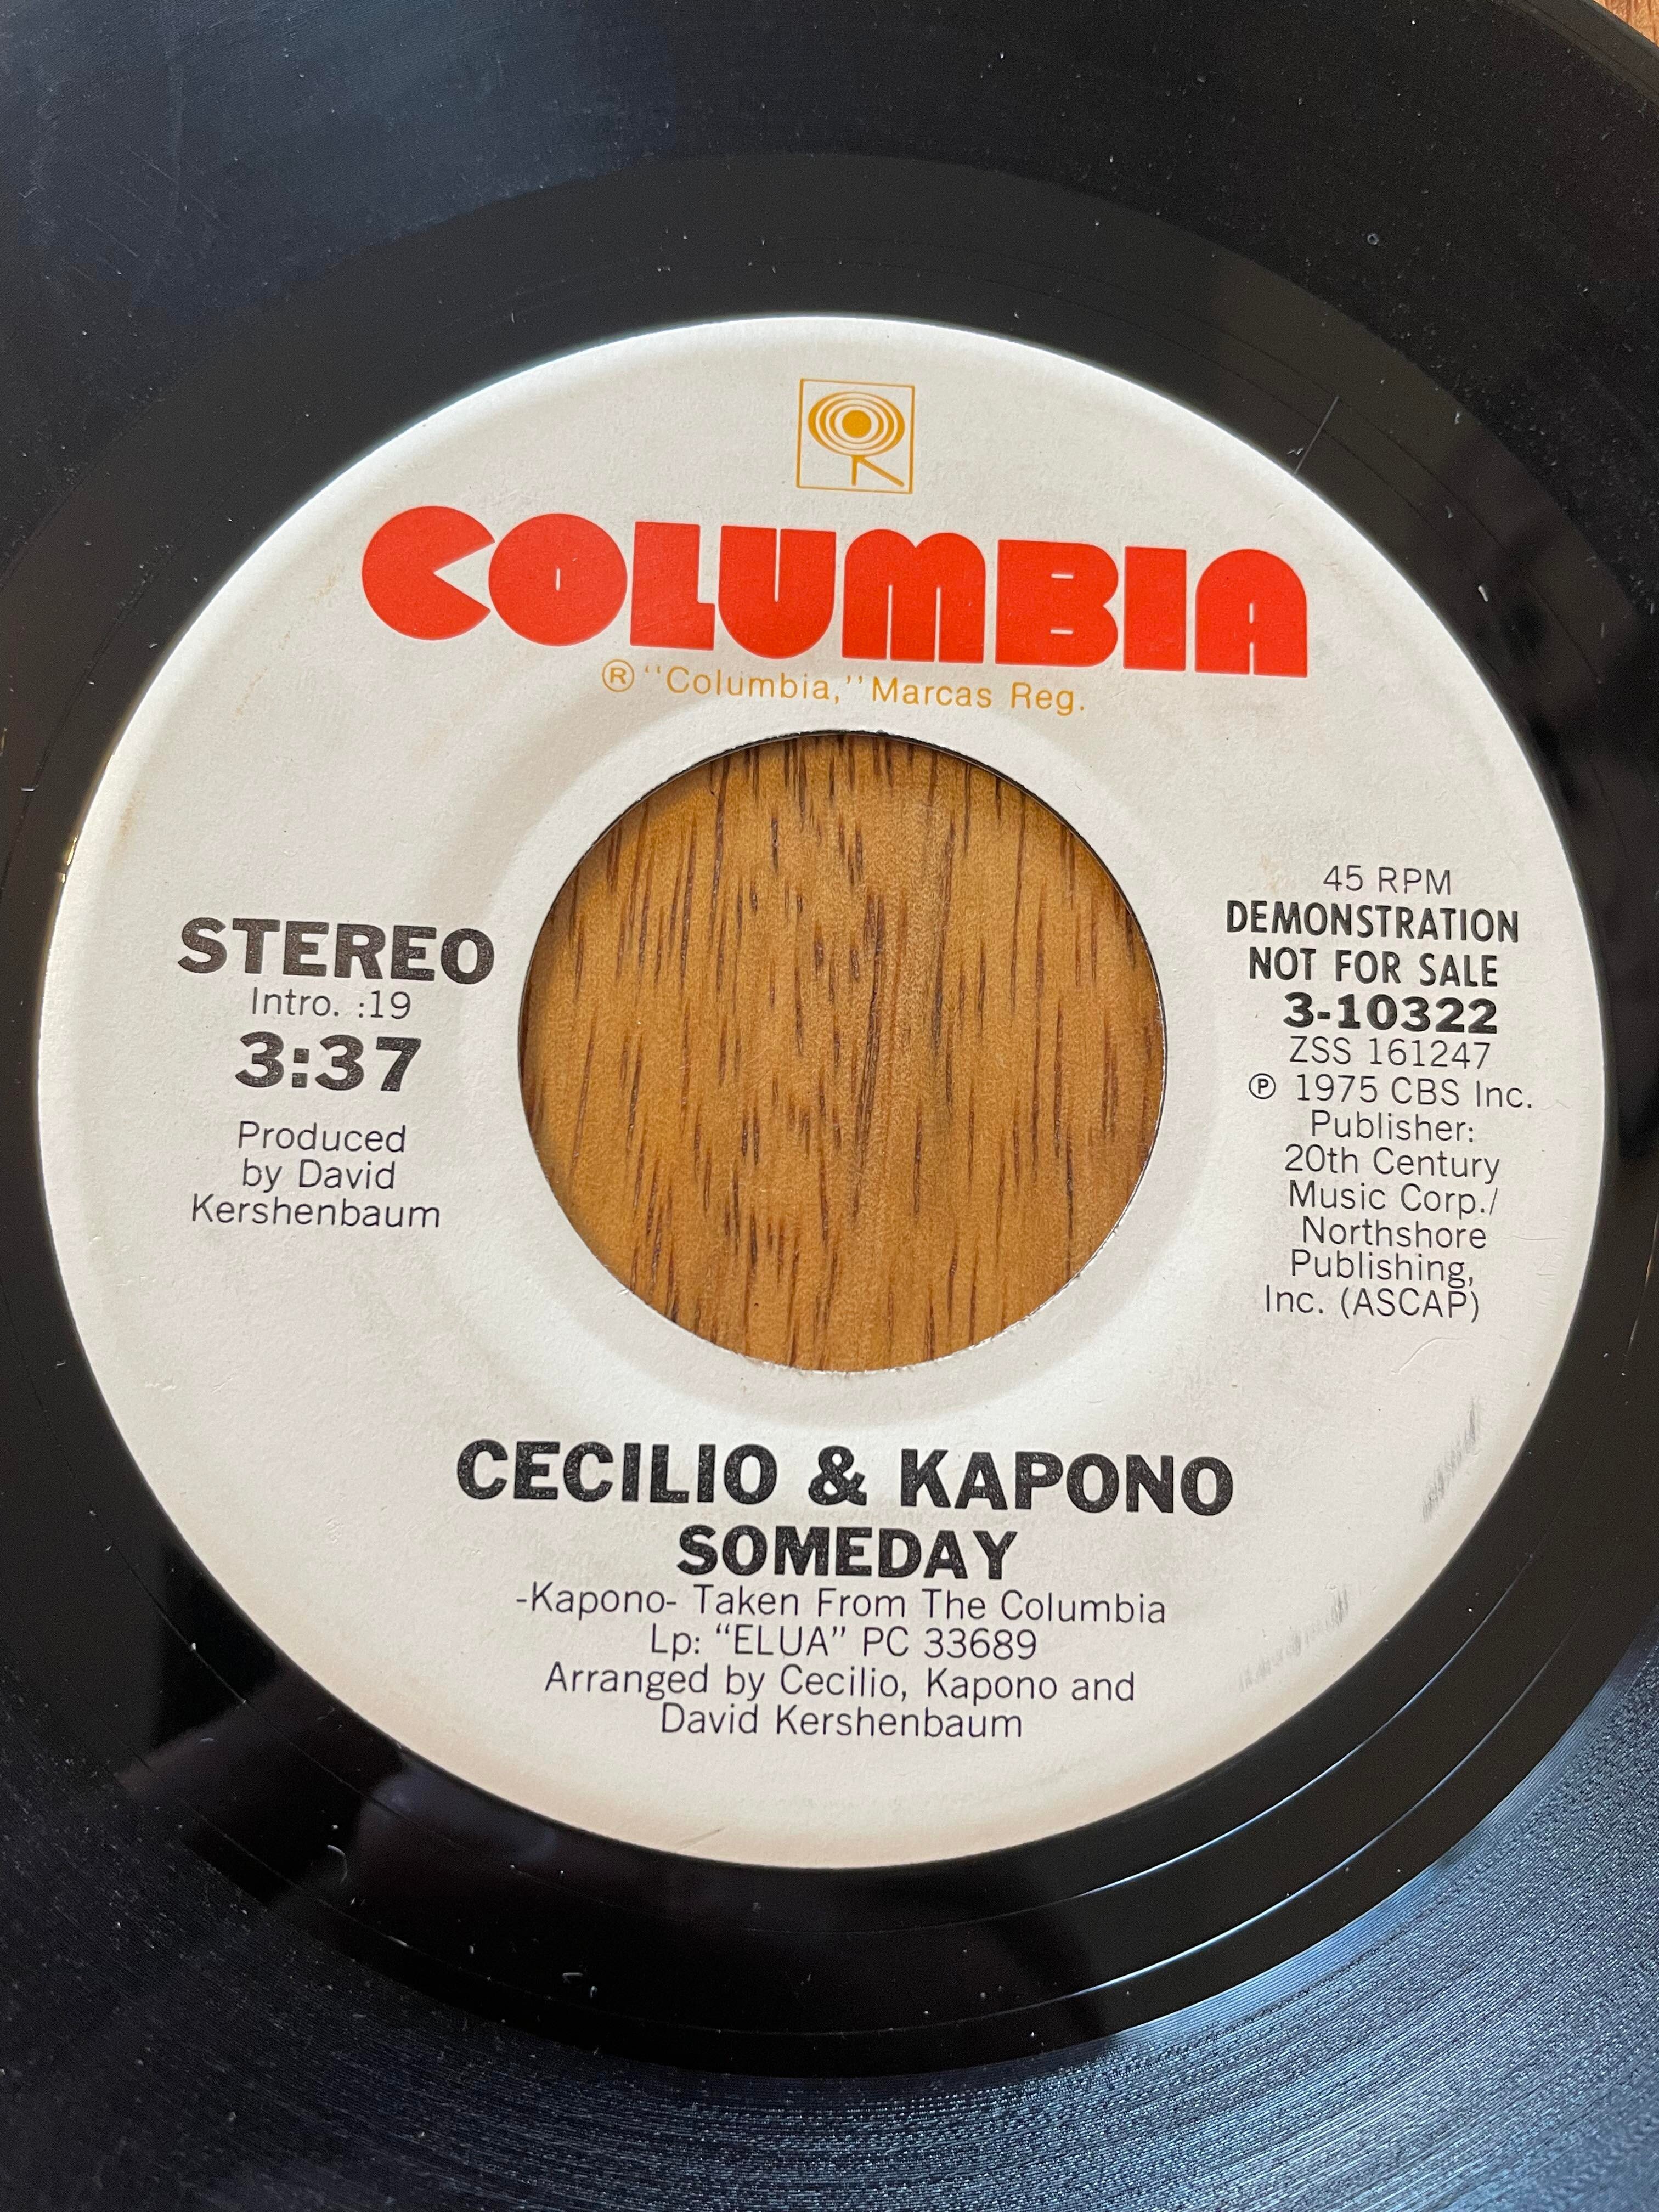 COLUMBIA
® "Columbia," Marcas Reg.
STEREO
Intro. :19
3:37
Produced
by David
Kershenbaum
45 RPM
DEMONSTRATION
NOT FOR SALE
3-10322
ZSS 161247
℗ 1975 CBS Inc.
Publisher:
20th Century
Music Corp./
Northshore
Publishing,
Inc. (ASCAP)
CECILIO & KAPONO
SOMEDAY
-Kapono- Taken From The Columbia
Lp: "ELUA" PC 33689
Arranged by Cecilio, Kapono and
David Kershenbaum